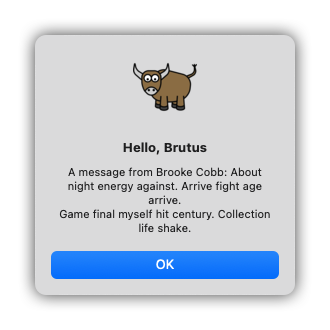 Hello, Brutus
A message from Brooke Cobb: About
night energy against. Arrive fight age
arrive.
Game final myself hit century. Collection
life shake.
OK